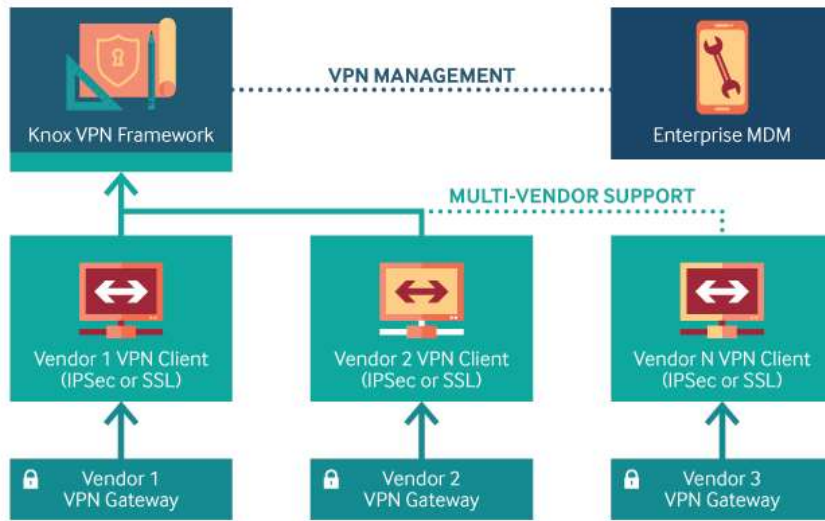 VPN MANAGEMENT
Knox VPN Framework
Enterprise MDM
MULTI-VENDOR SUPPORT
Vendor 1 VPN Client
(IPSec or SSL)
Vendor 2 VPN Client
(IPSec or SSL)
Vendor N VPN Client
(IPSec or SSL)
Vendor 1
VPN Gateway
Vendor 2
VPN Gateway
Vendor 3
VPN Gateway